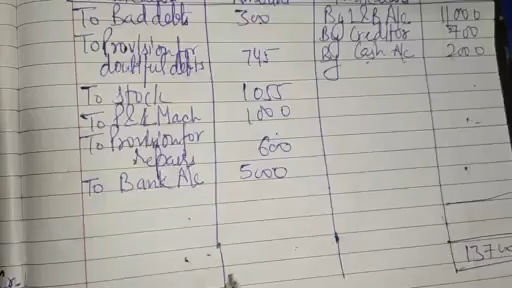 To Bad debts 300
To Provision for
doubtful debts 745
To Stock 1055
To P&L Mach 1000
To Provision for
repairs 600
To Bank A/c 5000
By L&B A/c 11000
By Creditor 700
By Cash A/c 2000